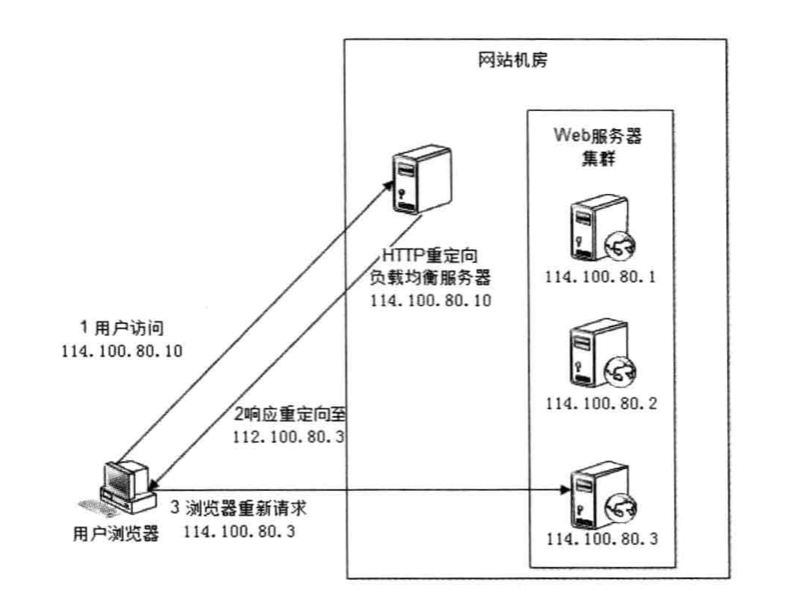 网站机房
Web服务器
集群
114.100.80.1
HTTP重定向
负载均衡服务器
114.100.80.10
1 用户访问
114.100.80.10
114.100.80.2
2响应重定向至
112.100.80.3
3 浏览器重新请求
114.100.80.3
用户浏览器
114.100.80.3